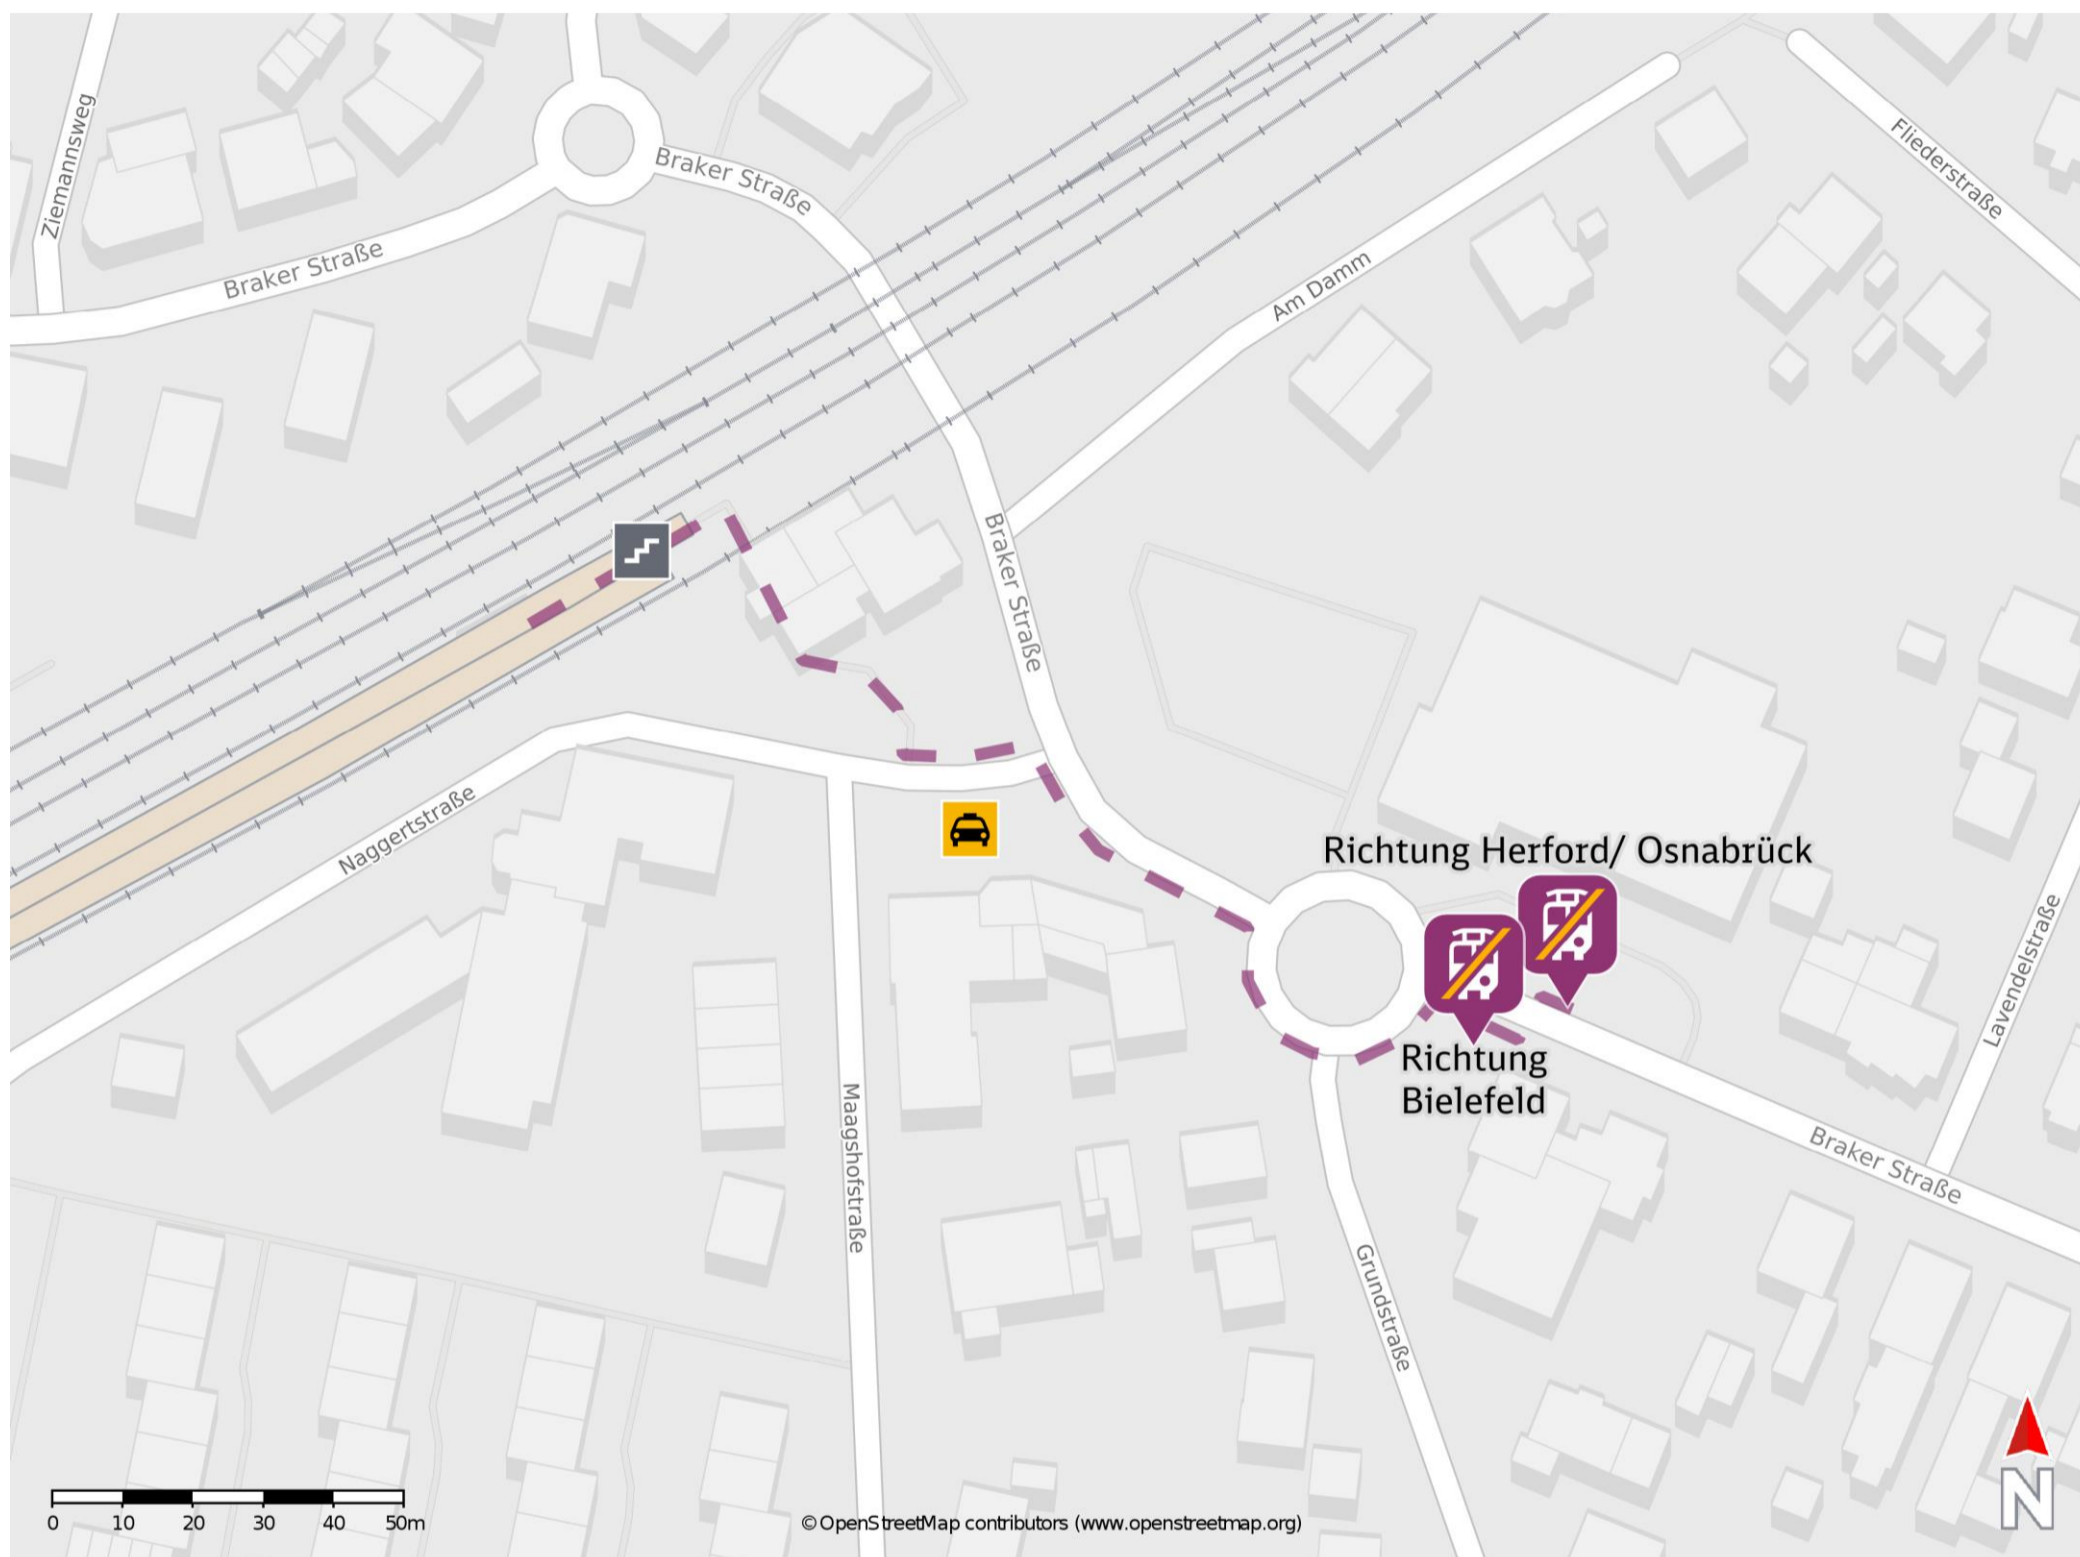 Ziemannsweg
Braker Straße
Braker Straße
Fliederstraße
Am Damm
Braker Straße
Naggertstraße
Richtung Herford/ Osnabrück
Richtung
Bielefeld
Lavendelstraße
Maagshofstraße
Braker Straße
Grundstraße
N
0 10 20 30 40 50m
© OpenStreetMap contributors (www.openstreetmap.org)